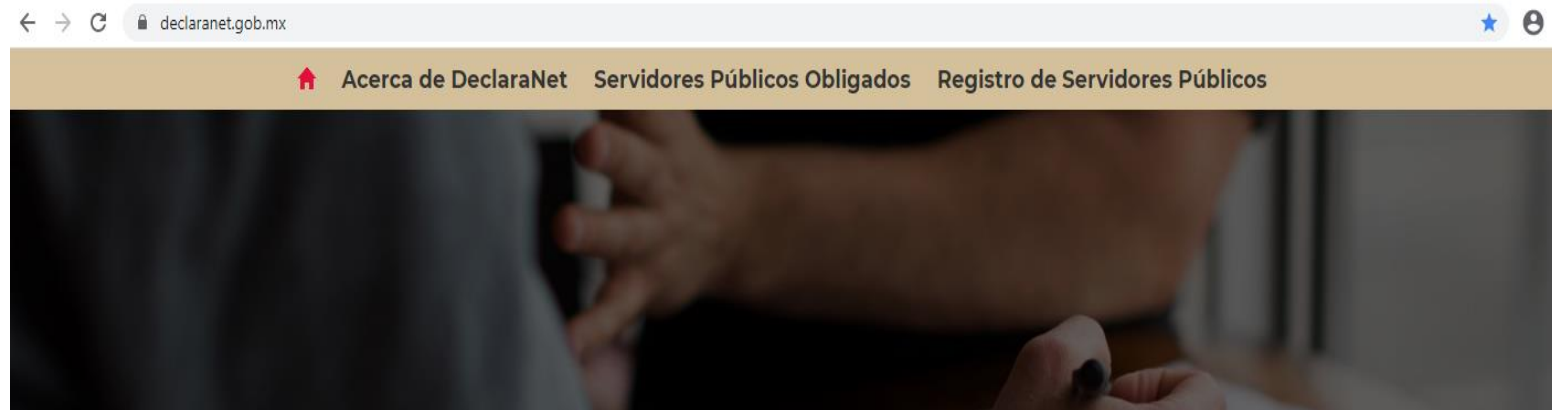 declaranet.gob.mx
Acerca de DeclaraNet Servidores Públicos Obligados Registro de Servidores Públicos